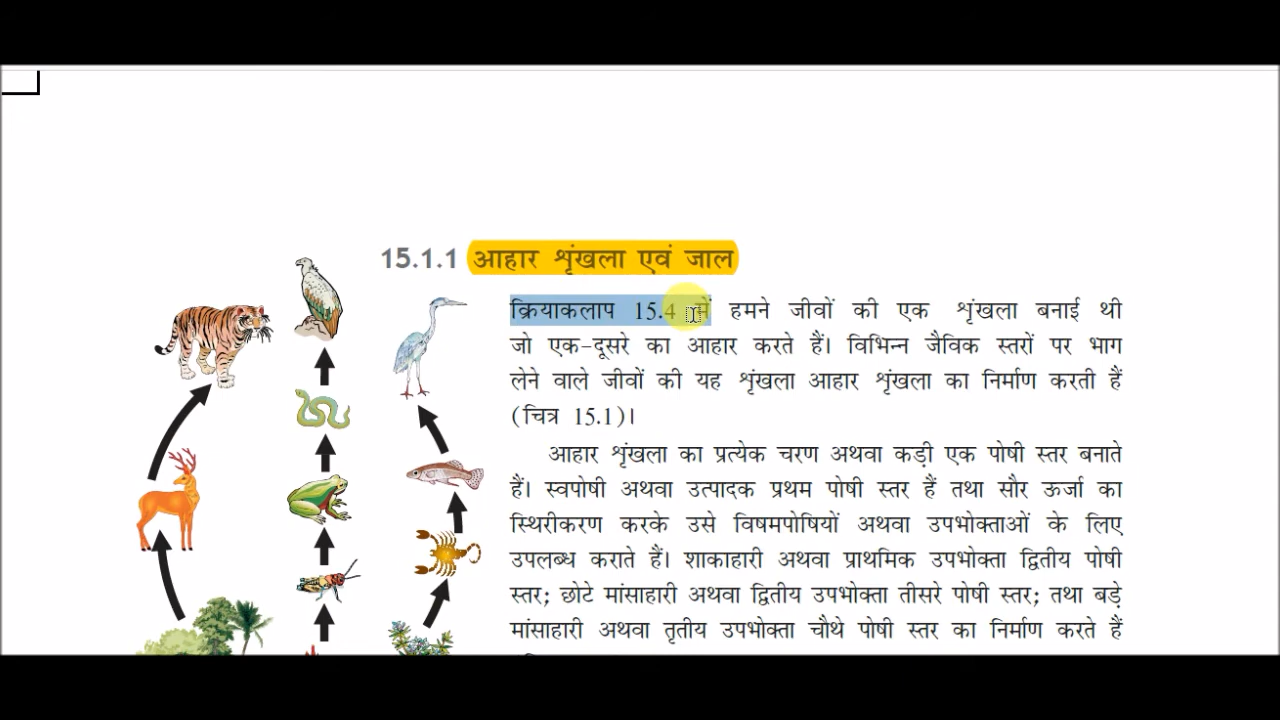 15.1.1 आहार शृंखला एवं जाल
क्रियाकलाप 15.4 में हमने जीवों की एक शृंखला बनाई थी
जो एक-दूसरे का आहार करते हैं। विभिन्न जैविक स्तरों पर भाग
लेने वाले जीवों की यह शृंखला आहार शृंखला का निर्माण करती हैं
(चित्र 15.1)।
आहार शृंखला का प्रत्येक चरण अथवा कड़ी एक पोषी स्तर बनाते
हैं। स्वपोषी अथवा उत्पादक प्रथम पोषी स्तर हैं तथा सौर ऊर्जा का
स्थिरीकरण करके उसे विषमपोषियों अथवा उपभोक्ताओं के लिए
उपलब्ध कराते हैं। शाकाहारी अथवा प्राथमिक उपभोक्ता द्वितीय पोषी
स्तर; छोटे मांसाहारी अथवा द्वितीय उपभोक्ता तीसरे पोषी स्तर; तथा बड़े
मांसाहारी अथवा तृतीय उपभोक्ता चौथे पोषी स्तर का निर्माण करते हैं